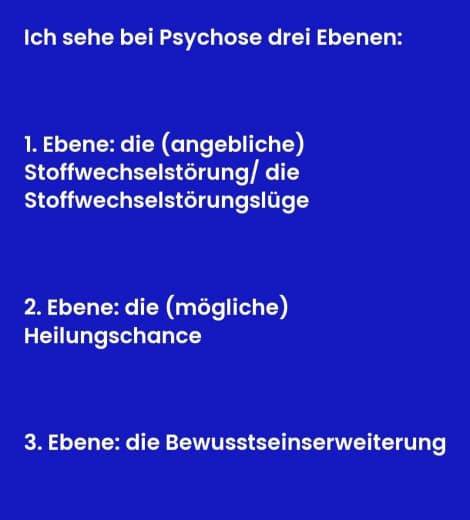 Ich sehe bei Psychose drei Ebenen:
1. Ebene: die (angebliche)
Stoffwechselstörung/ die
Stoffwechselstörungslüge
2. Ebene: die (mögliche)
Heilungschance
3. Ebene: die Bewusstseinserweiterung